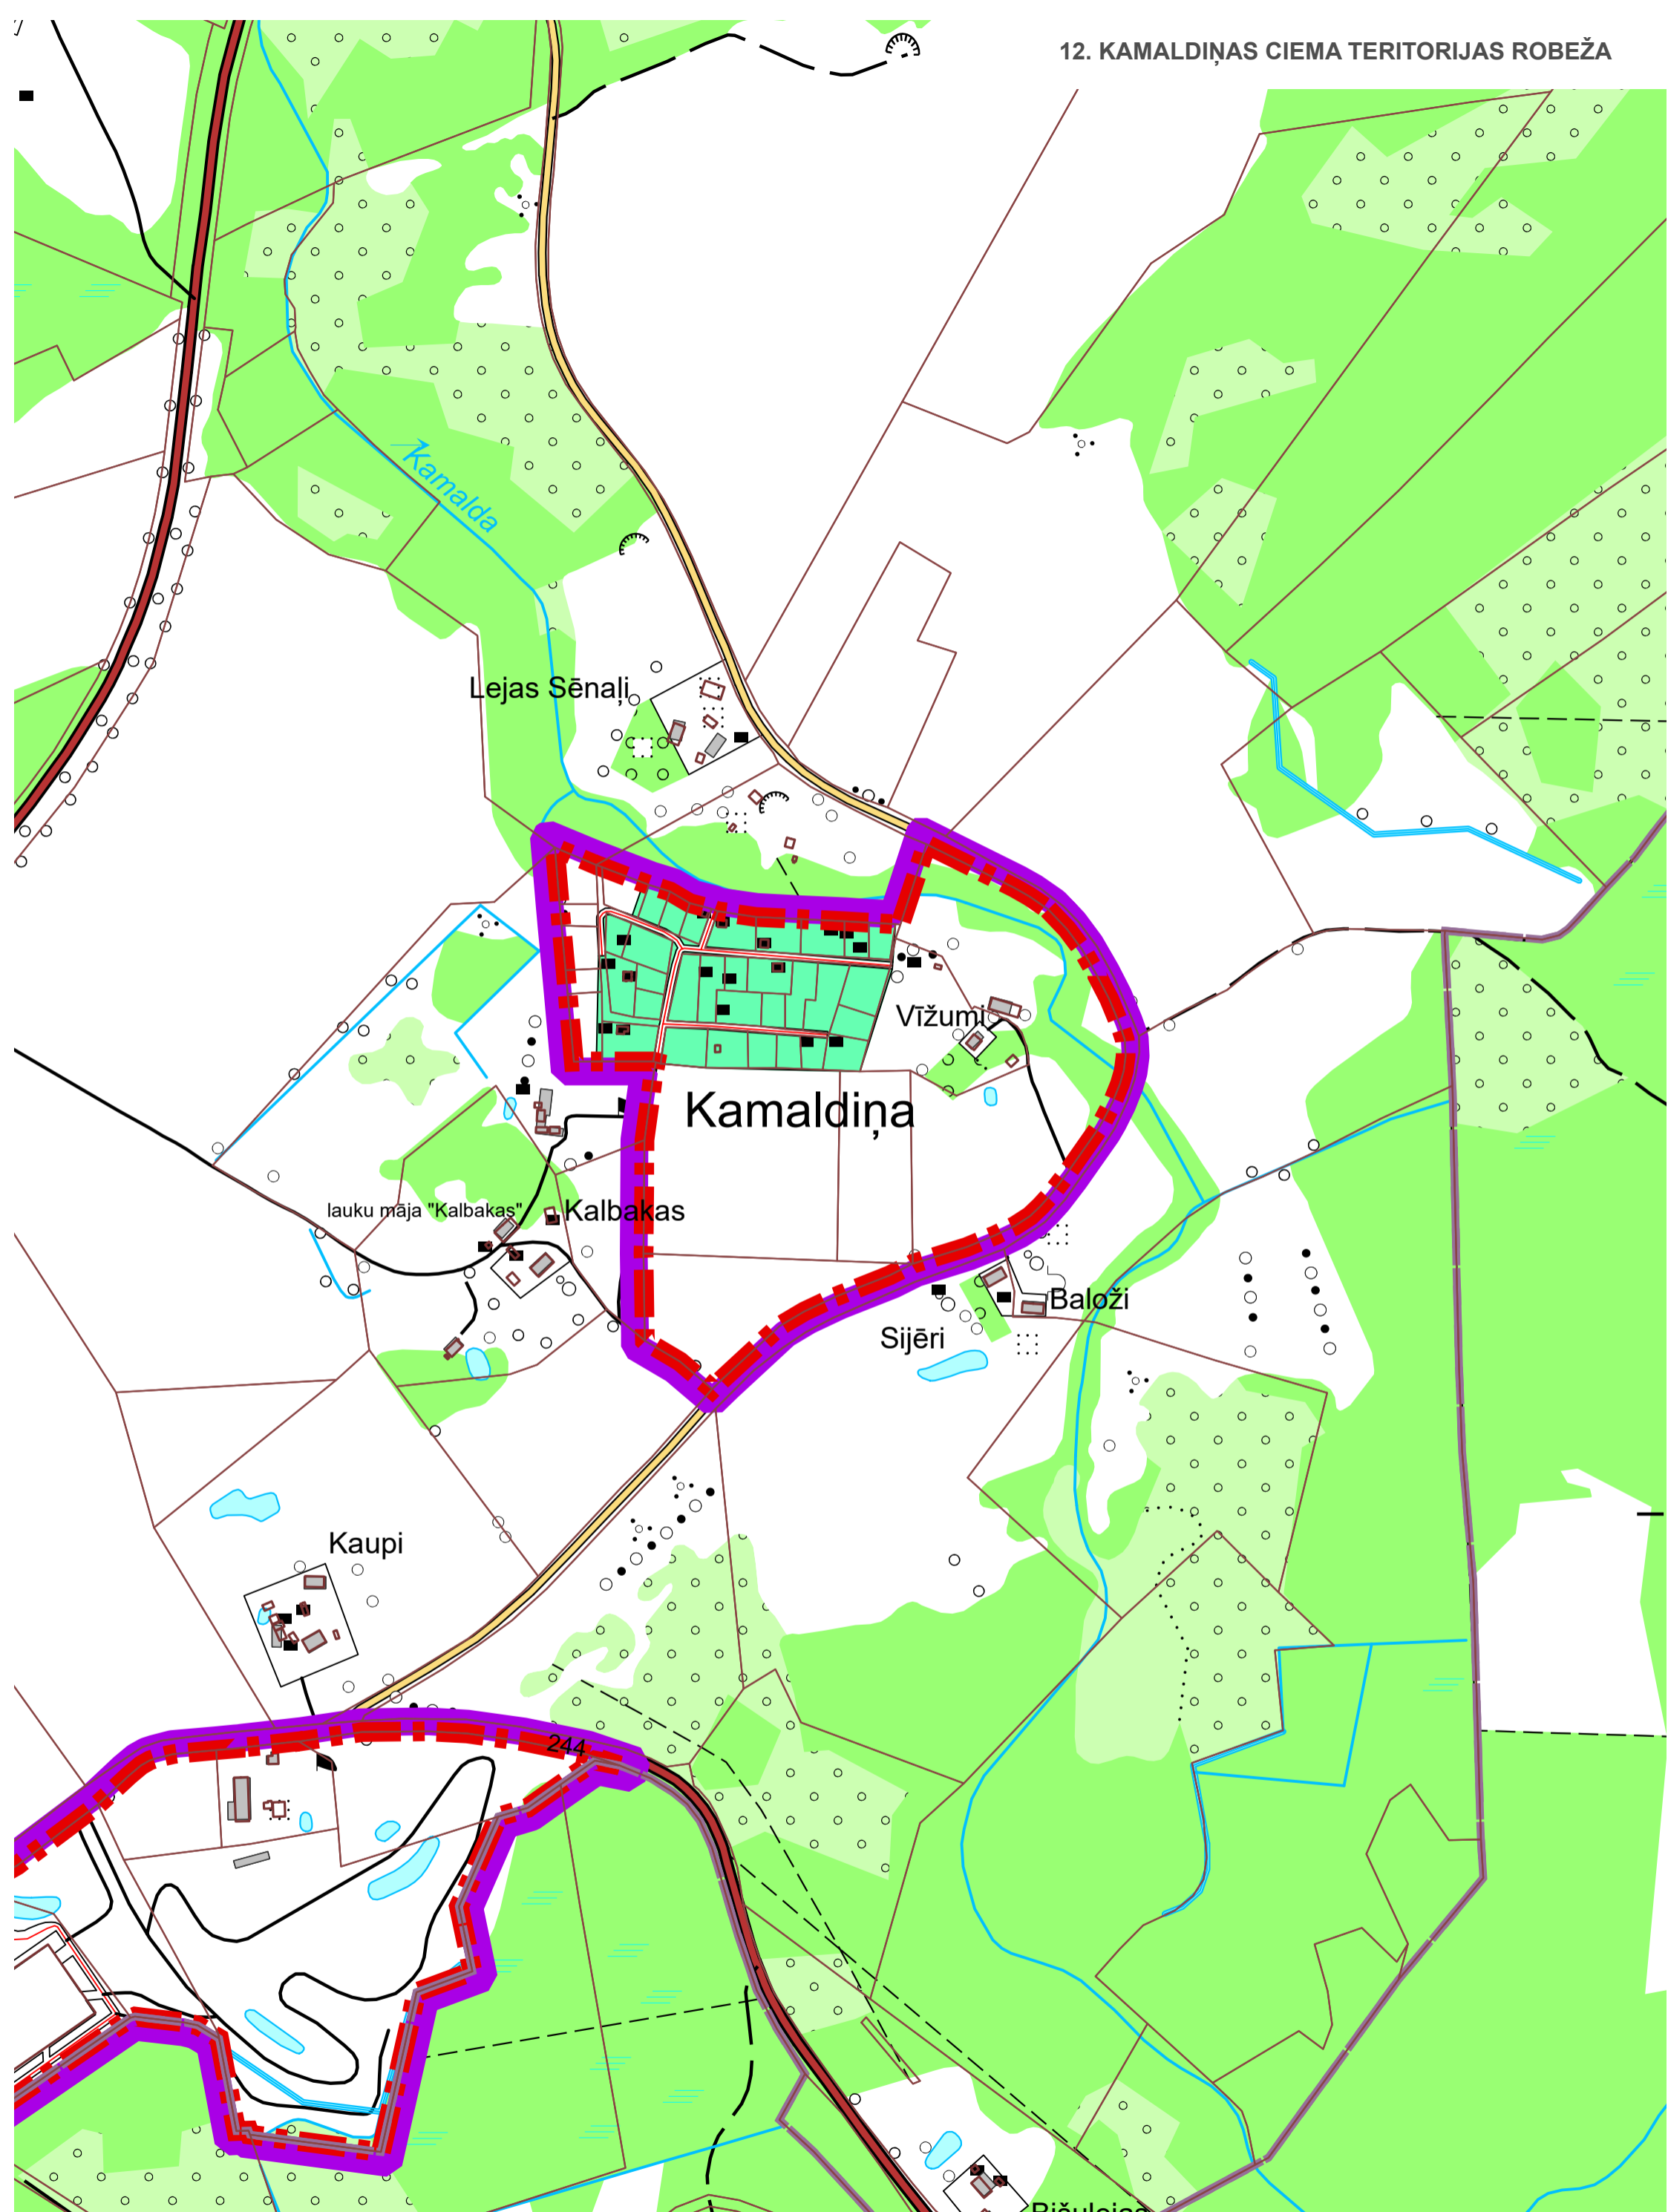 12. KAMALDIŅAS CIEMA TERITORIJAS ROBEŽA
Kamalda
Lejas Sēnaļi
Vīžumi
Kamaldiņa
lauku māja "Kalbakas"
Kalbakas
Baloži
Sijēri
Kaupi
244